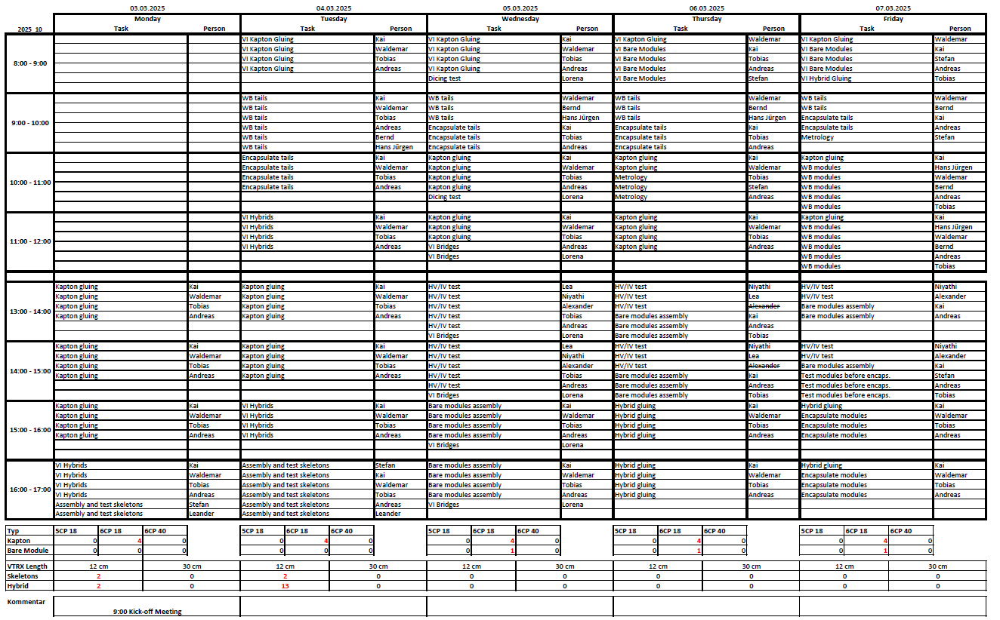 03.03.2025 04.03.2025 05.03.2025 06.03.2025 07.03.2025
Monday Tuesday Wednesday Thursday Friday
2025_10 Task Person Task Person Task Person Task Person Task Person
VI Kapton Gluing Kai VI Kapton Gluing Kai VI Kapton Gluing Waldemar VI Kapton Gluing Waldemar
VI Kapton Gluing Waldemar VI Kapton Gluing Waldemar VI Bare Modules Kai VI Bare Modules Kai
8:00 - 9:00 VI Kapton Gluing Tobias VI Kapton Gluing Tobias VI Bare Modules Tobias VI Bare Modules Stefan
VI Kapton Gluing Andreas VI Kapton Gluing Andreas VI Bare Modules Andreas VI Bare Modules Andreas
Dicing test Lorena VI Bare Modules Stefan VI Hybrid Gluing Tobias
WB tails Kai WB tails Waldemar WB tails Waldemar WB tails Waldemar
WB tails Waldemar WB tails Bernd WB tails Bernd WB tails Bernd
9:00 - 10:00 WB tails Tobias WB tails Hans Jürgen WB tails Hans Jürgen Encapsulate tails Kai
WB tails Andreas Encapsulate tails Kai Encapsulate tails Kai Encapsulate tails Andreas
WB tails Bernd Encapsulate tails Tobias Encapsulate tails Tobias Metrology Stefan
WB tails Hans Jürgen Encapsulate tails Andreas Encapsulate tails Andreas
Encapsulate tails Kai Kapton gluing Kai Kapton gluing Kai Kapton gluing Kai
Encapsulate tails Waldemar Kapton gluing Waldemar Kapton gluing Waldemar WB modules Hans Jürgen
10:00 - 11:00 Encapsulate tails Tobias Kapton gluing Tobias Metrology Tobias WB modules Waldemar
Encapsulate tails Andreas Kapton gluing Andreas Metrology Stefan WB modules Bernd
Dicing test Lorena Metrology Andreas WB modules Andreas
WB modules Tobias
VI Hybrids Kai Kapton gluing Kai Kapton gluing Kai Kapton gluing Kai
VI Hybrids Waldemar Kapton gluing Waldemar Kapton gluing Waldemar WB modules Hans Jürgen
11:00 - 12:00 VI Hybrids Tobias Kapton gluing Tobias Kapton gluing Tobias WB modules Waldemar
VI Hybrids Andreas VI Bridges Andreas Kapton gluing Andreas WB modules Bernd
VI Bridges Lorena WB modules Andreas
WB modules Tobias
Kapton gluing Kai Kapton gluing Kai HV/IV test Lea HV/IV test Niyathi HV/IV test Niyathi
Kapton gluing Waldemar Kapton gluing Waldemar HV/IV test Niyathi HV/IV test Lea HV/IV test Alexander
13:00 - 14:00 Kapton gluing Tobias Kapton gluing Tobias HV/IV test Alexander HV/IV test Alexander Bare modules assembly Kai
Kapton gluing Andreas Kapton gluing Andreas HV/IV test Tobias Bare modules assembly Kai Bare modules assembly Andreas
HV/IV test Andreas Bare modules assembly Andreas
VI Bridges Lorena Bare modules assembly Tobias
Kapton gluing Kai Kapton gluing Kai HV/IV test Lea HV/IV test Niyathi HV/IV test Niyathi
Kapton gluing Waldemar Kapton gluing Waldemar HV/IV test Niyathi HV/IV test Lea HV/IV test Alexander
14:00 - 15:00 Kapton gluing Tobias Kapton gluing Tobias HV/IV test Alexander HV/IV test Alexander Bare modules assembly Kai
Kapton gluing Andreas Kapton gluing Andreas HV/IV test Tobias Bare modules assembly Kai Test modules before encaps. Stefan
HV/IV test Andreas Bare modules assembly Andreas Test modules before encaps. Andreas
VI Bridges Lorena Bare modules assembly Tobias Test modules before encaps. Tobias
Kapton gluing Kai VI Hybrids Kai Bare modules assembly Kai Hybrid gluing Kai Hybrid gluing Kai
Kapton gluing Waldemar VI Hybrids Waldemar Bare modules assembly Waldemar Hybrid gluing Waldemar Encapsulate modules Waldemar
15:00 - 16:00 Kapton gluing Tobias VI Hybrids Tobias Bare modules assembly Tobias Hybrid gluing Tobias Encapsulate modules Tobias
Kapton gluing Andreas VI Hybrids Andreas Bare modules assembly Andreas Hybrid gluing Andreas Encapsulate modules Andreas
VI Bridges Lorena
VI Hybrids Kai Assembly and test skeletons Stefan Bare modules assembly Kai Hybrid gluing Kai Hybrid gluing Kai
VI Hybrids Waldemar Assembly and test skeletons Kai Bare modules assembly Waldemar Hybrid gluing Waldemar Encapsulate modules Waldemar
16:00 - 17:00 VI Hybrids Tobias Assembly and test skeletons Waldemar Bare modules assembly Tobias Hybrid gluing Tobias Encapsulate modules Tobias
VI Hybrids Andreas Assembly and test skeletons Tobias Bare modules assembly Andreas Hybrid gluing Andreas Encapsulate modules Andreas
Assembly and test skeletons Stefan Assembly and test skeletons Andreas VI Bridges Lorena
Assembly and test skeletons Leander Assembly and test skeletons Leander
Typ 5CP 18 6CP 18 6CP 40 5CP 18 6CP 18 6CP 40 5CP 18 6CP 18 6CP 40 5CP 18 6CP 18 6CP 40 5CP 18 6CP 18 6CP 40
Kapton 0 4 0 0 4 0 0 4 0 0 4 0 0 4 0
Bare Module 0 0 0 0 0 0 0 1 0 0 1 0 0 1 0
VTRX Length 12 cm 30 cm 12 cm 30 cm 12 cm 30 cm 12 cm 30 cm 12 cm 30 cm
Skeletons 2 0 2 0 0 0 0 0 0 0
Hybrid 2 0 13 0 0 0 0 0 0 0
Kommentar
9:00 Kick-off Meeting